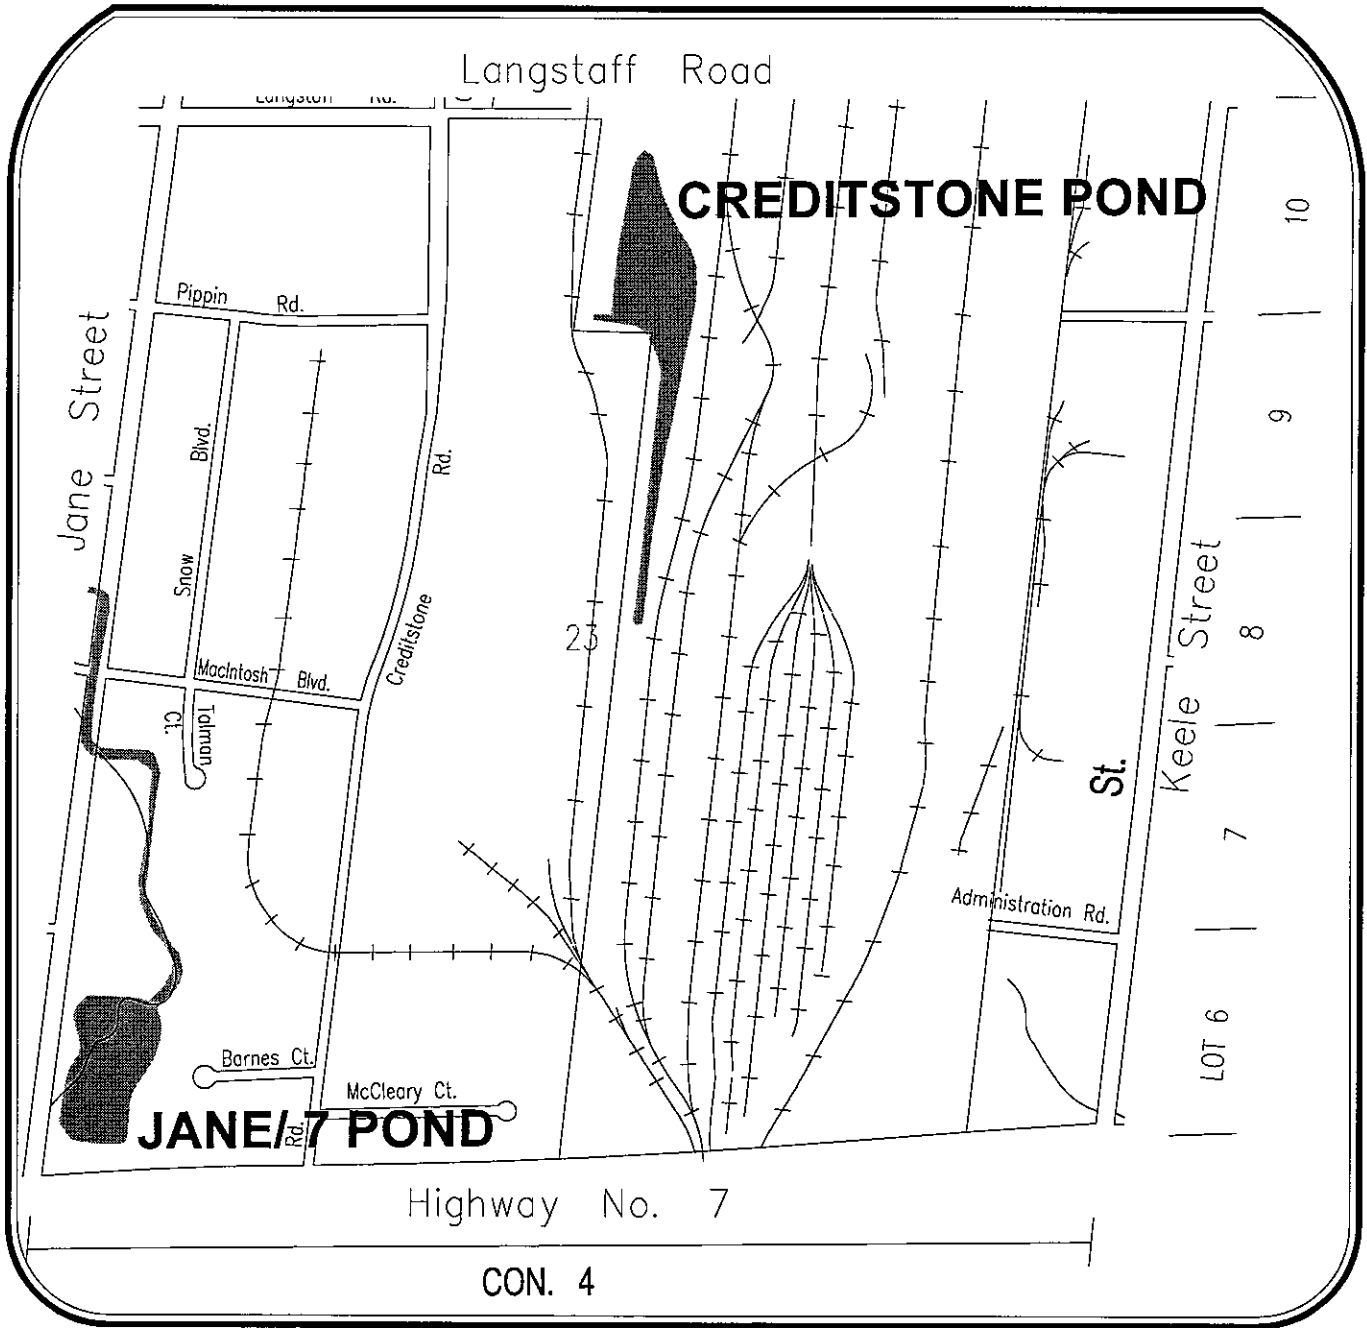 Langstaff Road
Langstaff Rd.
CREDITSTONE POND
10
Pippin Rd.
Jane Street
9
Snow Blvd.
Creditstone Rd.
23
8
Keele Street
MacIntosh Blvd.
Talman
Ct.
St.
7
Administration Rd.
LOT 6
Barnes Ct.
McCleary Ct.
JANE/7 POND
Rd.
Highway No. 7
CON. 4